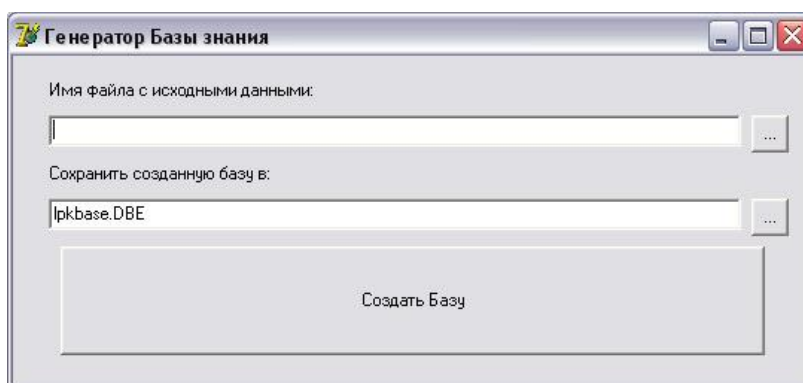 Генератор Базы знания
Имя файла с исходными данными:
...
Сохранить созданную базу в:
lpkbase.DBE
...
Создать Базу